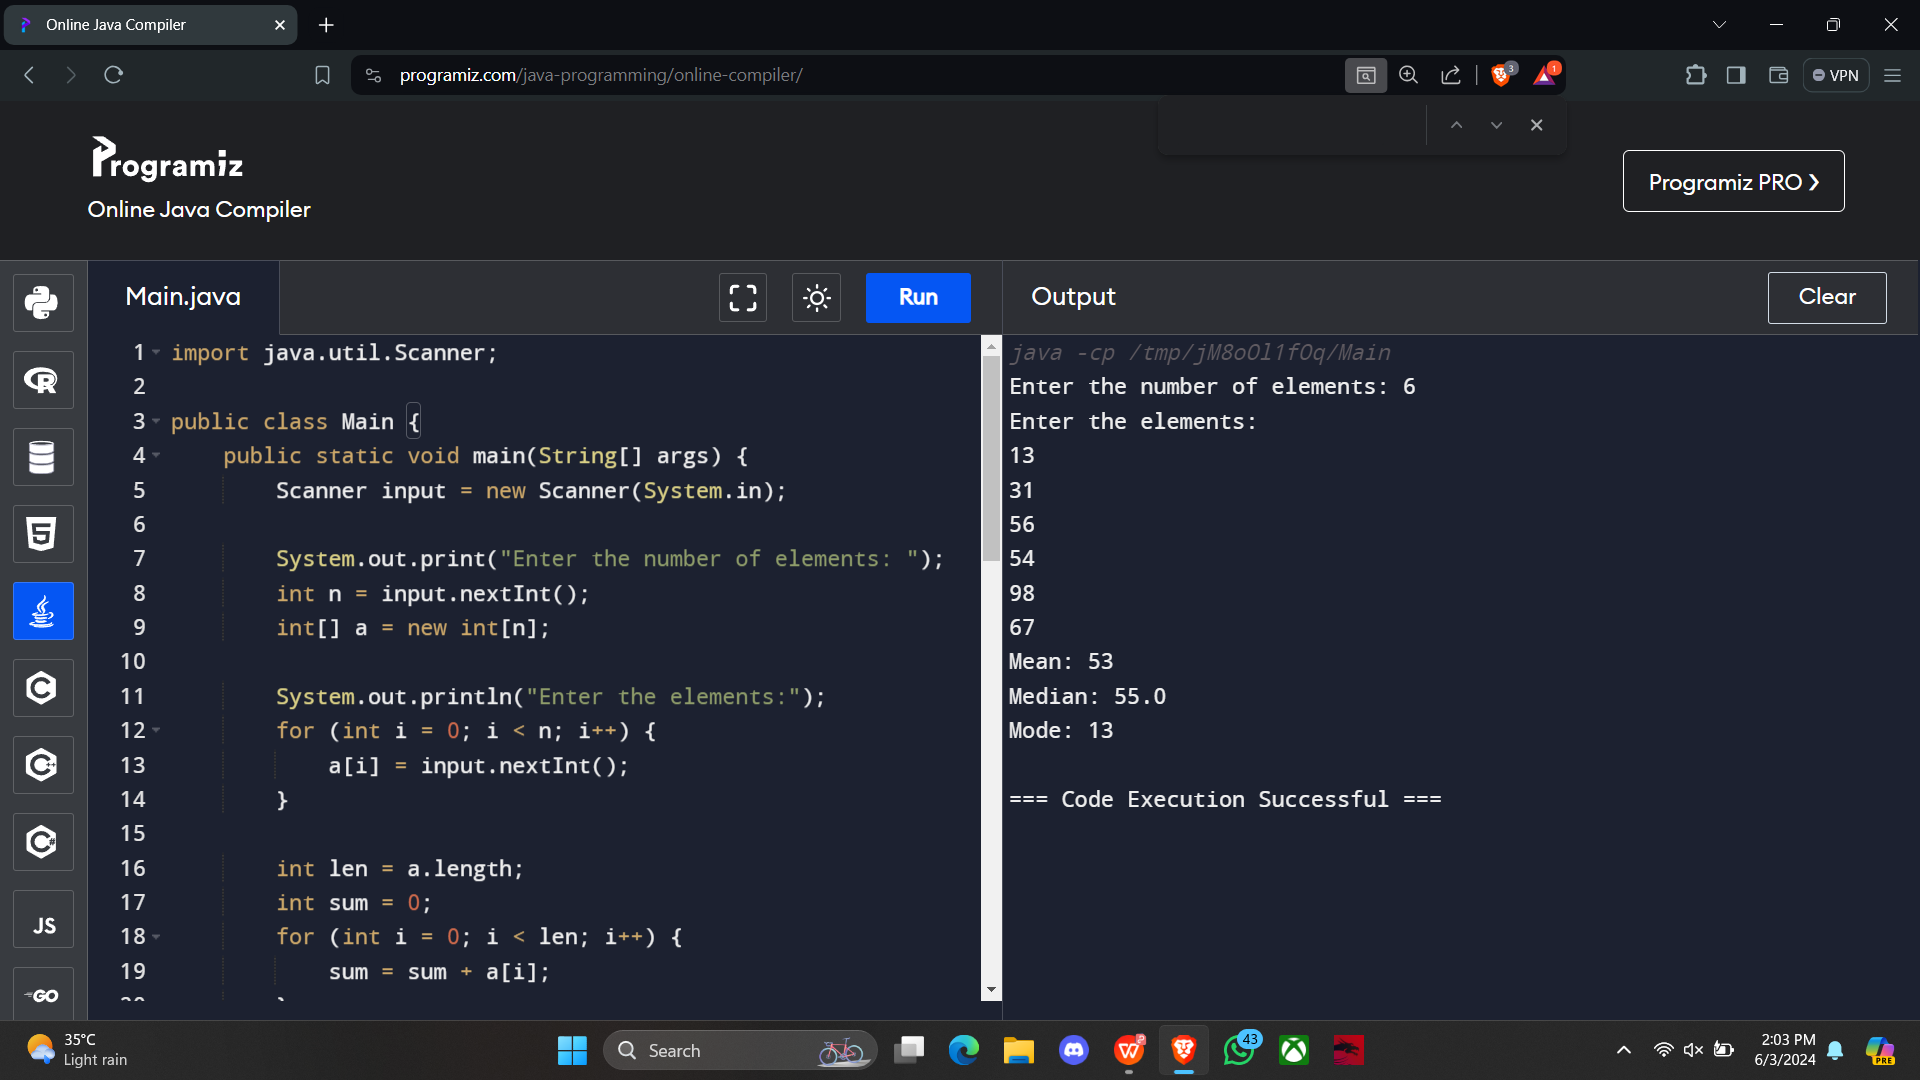 Online Java Compiler
programiz.com/java-programming/online-compiler/
3
1
VPN
Programiz
Online Java Compiler
Programiz PRO ❯
Main.java
Run
Output
Clear
1 import java.util.Scanner;
2
3 public class Main {
4 public static void main(String[] args) {
5 Scanner input = new Scanner(System.in);
6
7 System.out.print("Enter the number of elements: ");
8 int n = input.nextInt();
9 int[] a = new int[n];
10
11 System.out.println("Enter the elements:");
12 for (int i = 0; i < n; i++) {
13 a[i] = input.nextInt();
14 }
15
16 int len = a.length;
17 int sum = 0;
18 for (int i = 0; i < len; i++) {
19 sum = sum + a[i];
java -cp /tmp/jM8oOl1fOq/Main
Enter the number of elements: 6
Enter the elements:
13
31
56
54
98
67
Mean: 53
Median: 55.0
Mode: 13
=== Code Execution Successful ===
JS
GO
35°C
Light rain
Search
43
2:03 PM
6/3/2024
PRE